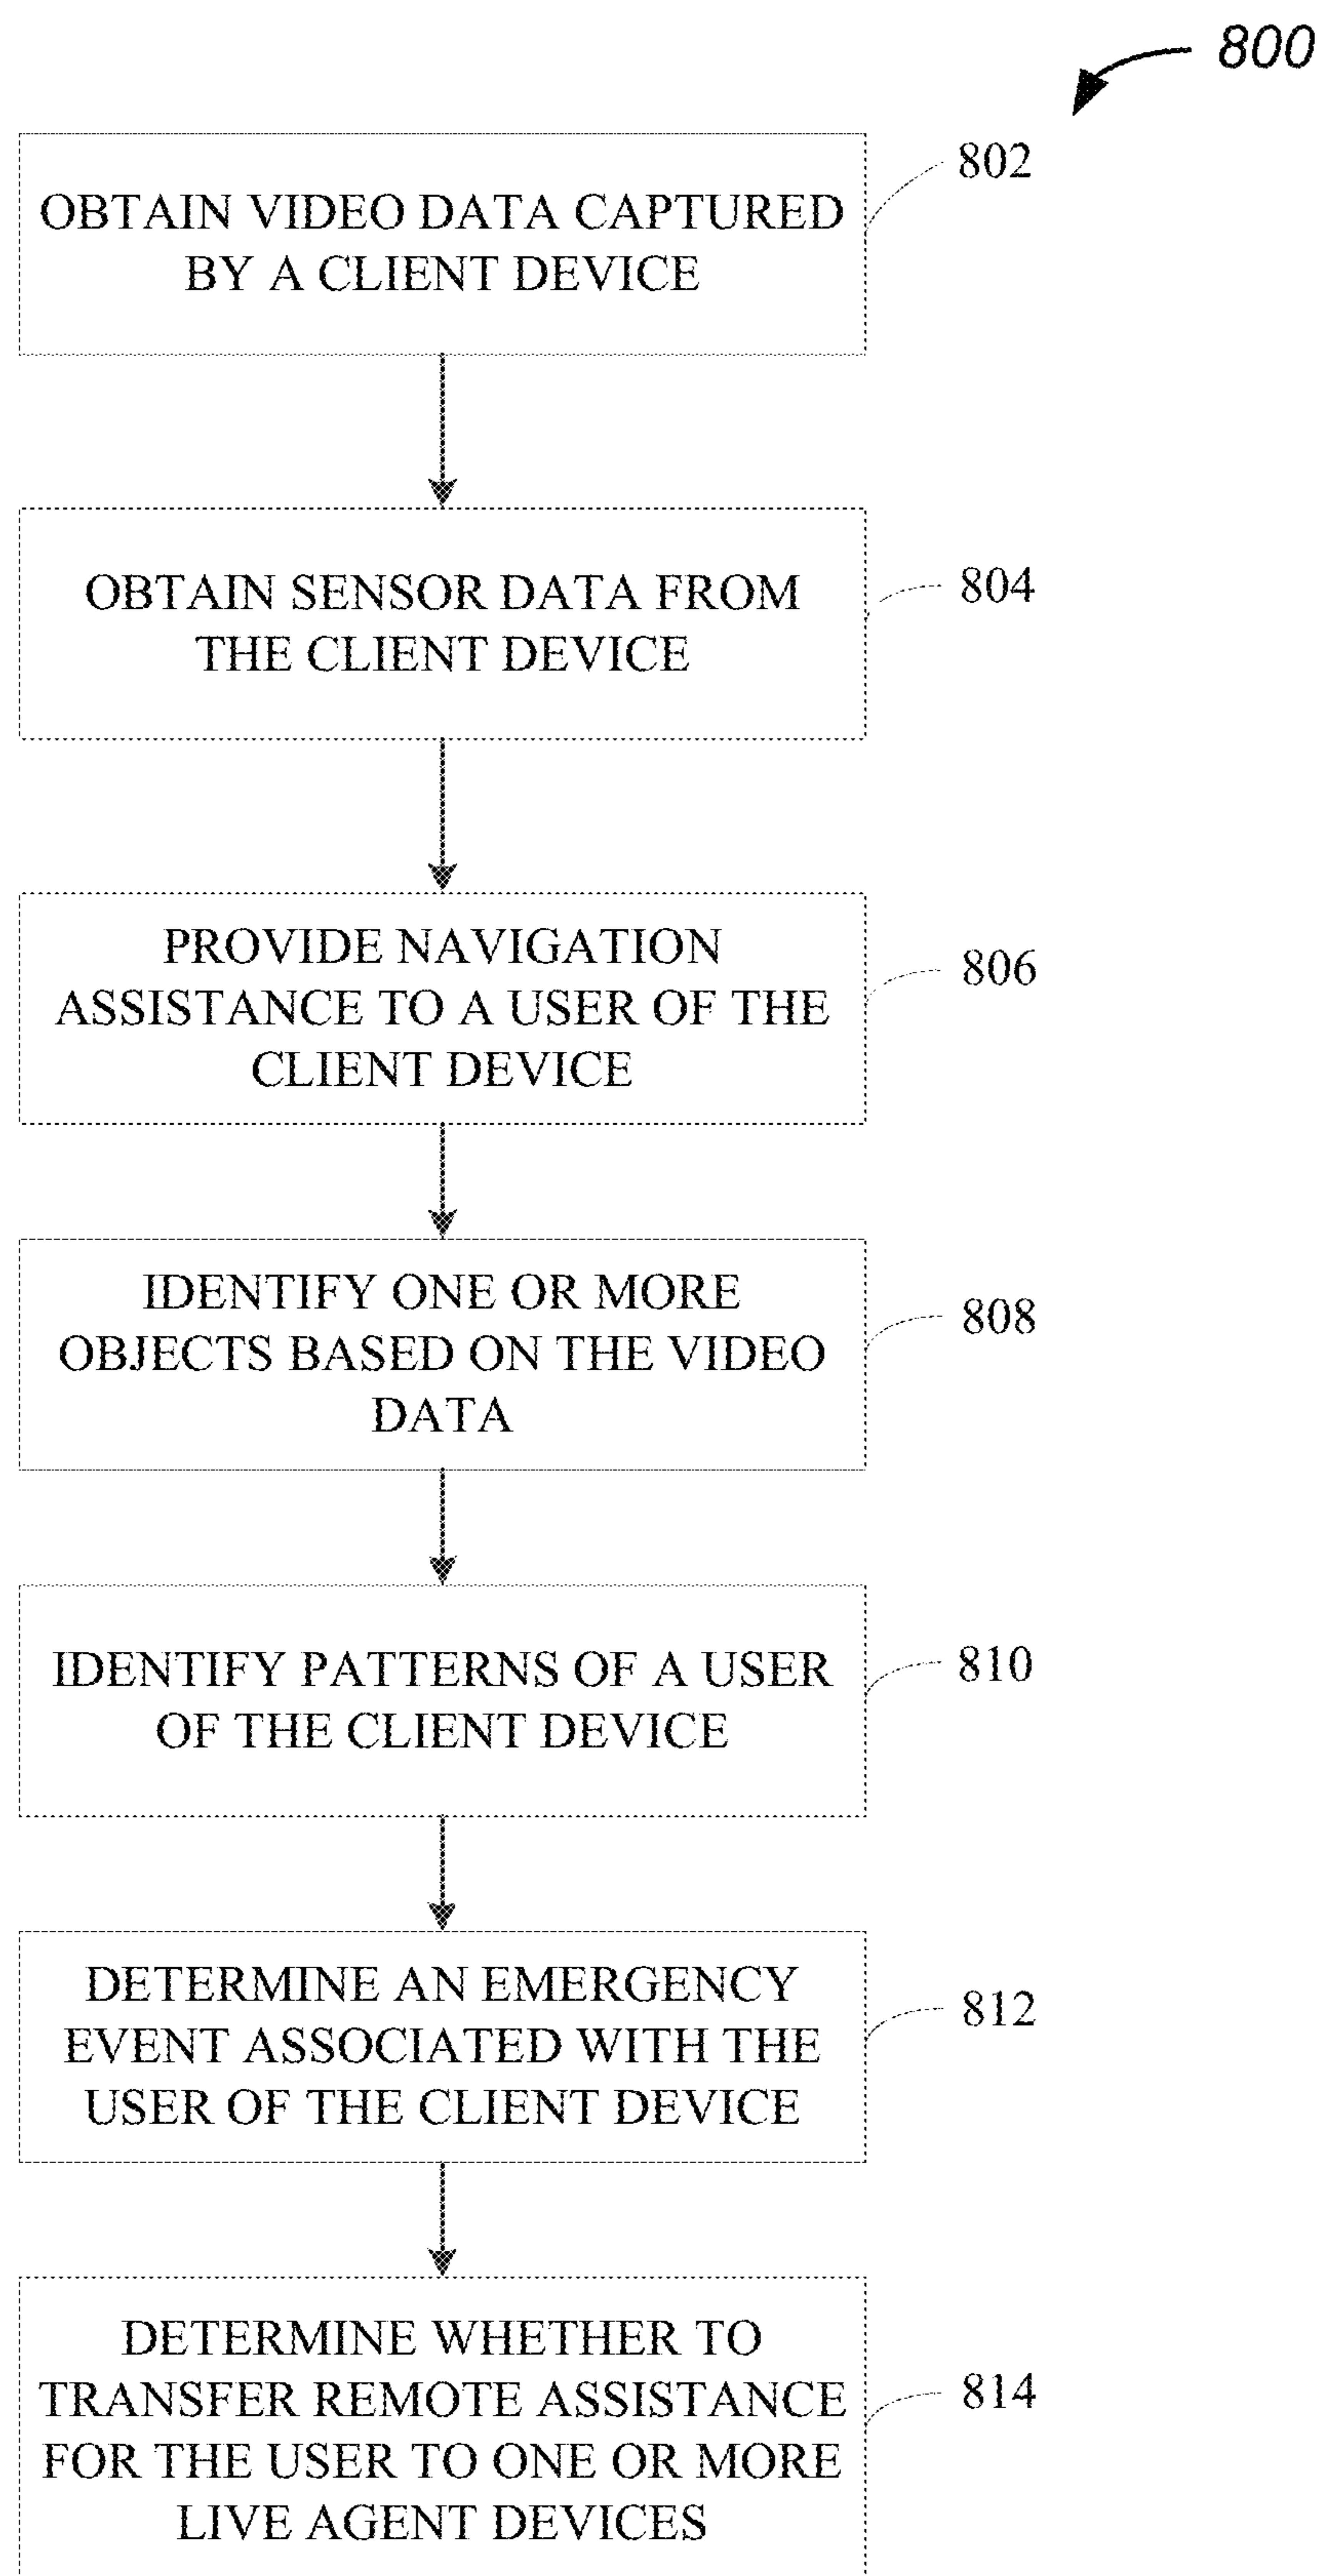 800
802
OBTAIN VIDEO DATA CAPTURED
BY A CLIENT DEVICE
804
OBTAIN SENSOR DATA FROM
THE CLIENT DEVICE
806
PROVIDE NAVIGATION
ASSISTANCE TO A USER OF THE
CLIENT DEVICE
808
IDENTIFY ONE OR MORE
OBJECTS BASED ON THE VIDEO
DATA
810
IDENTIFY PATTERNS OF A USER
OF THE CLIENT DEVICE
812
DETERMINE AN EMERGENCY
EVENT ASSOCIATED WITH THE
USER OF THE CLIENT DEVICE
814
DETERMINE WHETHER TO
TRANSFER REMOTE ASSISTANCE
FOR THE USER TO ONE OR MORE
LIVE AGENT DEVICES